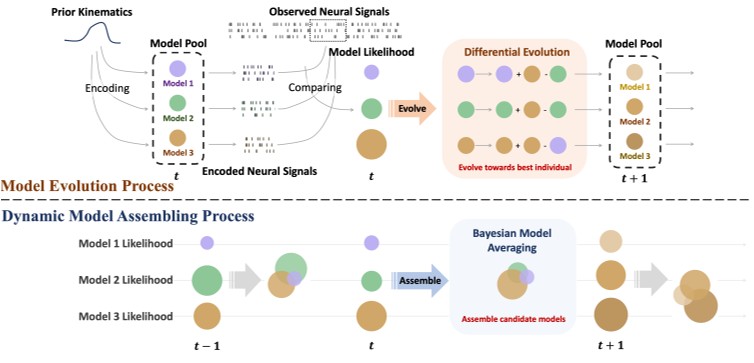 Prior Kinematics
Observed Neural Signals
Model Pool
Model Likelihood
Differential Evolution
Model Pool
Encoding
Model 1
Model 2
Model 3
Comparing
Evolve
+ -
+ -
+ -
Model 1
Model 2
Model 3
Evolve towards best individual
Encoded Neural Signals
t
t
t + 1
Model Evolution Process
Dynamic Model Assembling Process
Model 1 Likelihood
Model 2 Likelihood
Model 3 Likelihood
Assemble
Bayesian Model
Averaging
Assemble candidate models
t − 1
t
t + 1